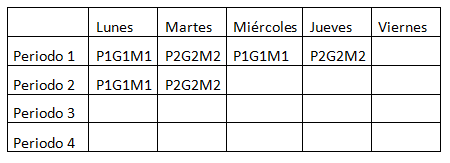 Lunes Martes Miércoles Jueves Viernes
Periodo 1 P1G1M1 P2G2M2 P1G1M1 P2G2M2
Periodo 2 P1G1M1 P2G2M2
Periodo 3
Periodo 4